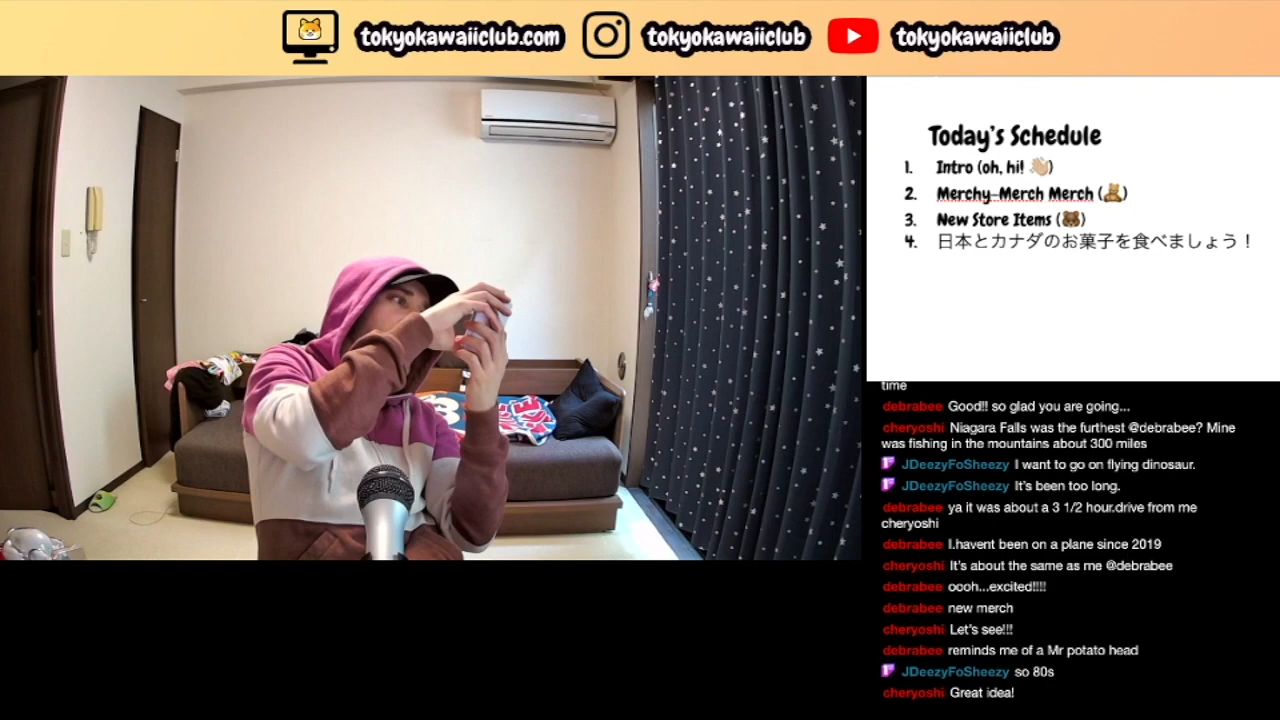 tokyokawaiiclub.com
tokyokawaiiclub
tokyokawaiiclub
Today's Schedule
1. Intro (oh, hi! 👋🏼)
2. Merchy-Merch Merch (🧸)
3. New Store Items (🐻)
4. 日本とカナダのお菓子を食べましょう！
time
debrabee Good!! so glad you are going...
cheryoshi Niagara Falls was the furthest @debrabee? Mine
was fishing in the mountains about 300 miles
JDeezyFoSheezy I want to go on flying dinosaur.
JDeezyFoSheezy It's been too long.
debrabee ya it was about a 3 1/2 hour.drive from me
cheryoshi
debrabee I.havent been on a plane since 2019
cheryoshi It's about the same as me @debrabee
debrabee oooh...excited!!!!
debrabee new merch
cheryoshi Let's see!!!
debrabee reminds me of a Mr potato head
JDeezyFoSheezy so 80s
cheryoshi Great idea!